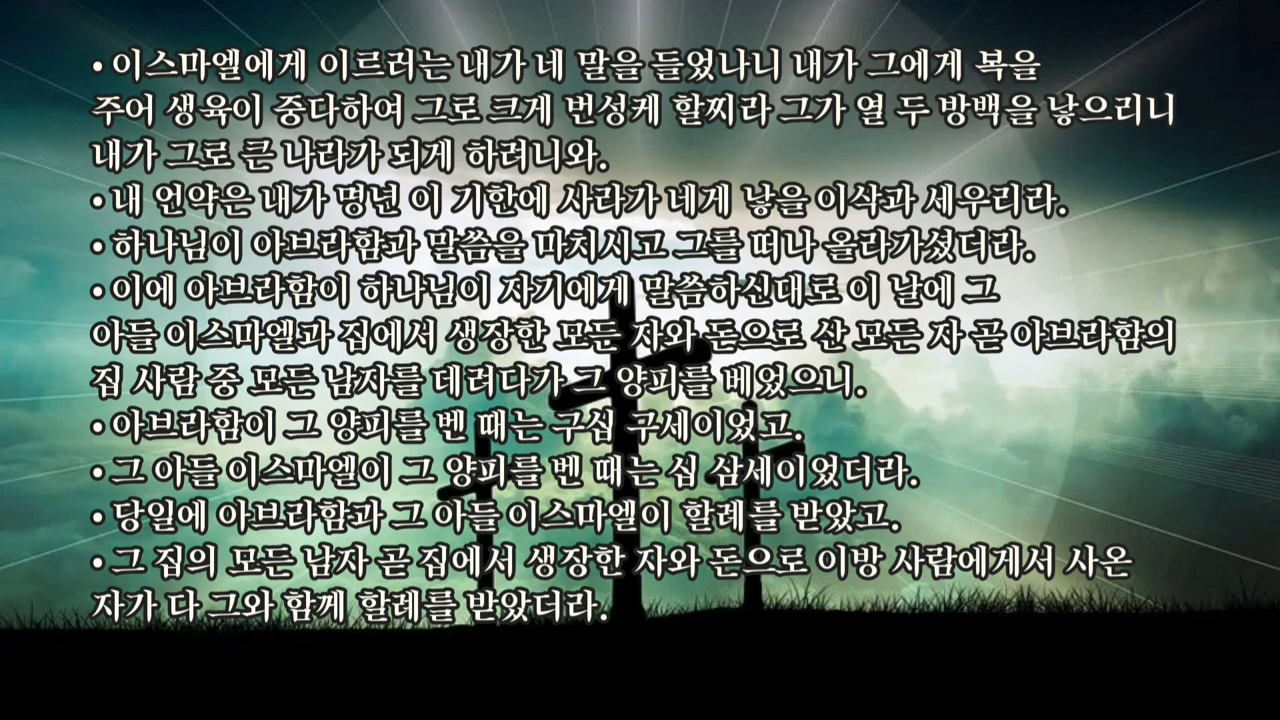 • 이스마엘에게 이르러는 내가 네 말을 들었나니 내가 그에게 복을
주어 생육이 중다하여 그로 크게 번성케 할찌라 그가 열 두 방백을 낳으리니
내가 그로 큰 나라가 되게 하려니와.
• 내 언약은 내가 명년 이 기한에 사라가 네게 낳을 이삭과 세우리라.
• 하나님이 아브라함과 말씀을 마치시고 그를 떠나 올라가셨더라.
• 이에 아브라함이 하나님이 자기에게 말씀하신대로 이 날에 그
아들 이스마엘과 집에서 생장한 모든 자와 돈으로 산 모든 자 곧 아브라함의
집 사람 중 모든 남자를 데려다가 그 양피를 베었으니.
• 아브라함이 그 양피를 벤 때는 구십 구세이었고.
• 그 아들 이스마엘이 그 양피를 벤 때는 십 삼세이었더라.
• 당일에 아브라함과 그 아들 이스마엘이 할례를 받았고.
• 그 집의 모든 남자 곧 집에서 생장한 자와 돈으로 이방 사람에게서 사온
자가 다 그와 함께 할례를 받았더라.